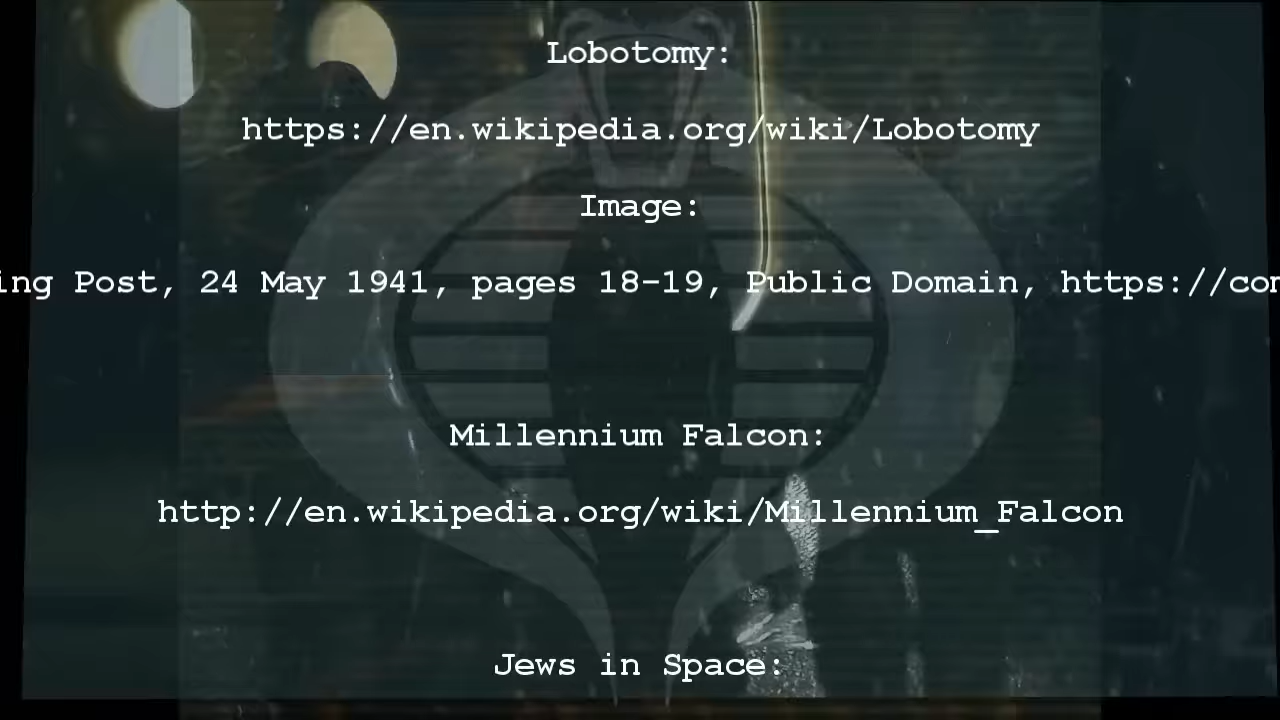 Lobotomy:
https://en.wikipedia.org/wiki/Lobotomy
Image:
ing Post, 24 May 1941, pages 18-19, Public Domain, https://com
Millennium Falcon:
http://en.wikipedia.org/wiki/Millennium_Falcon
Jews in Space: